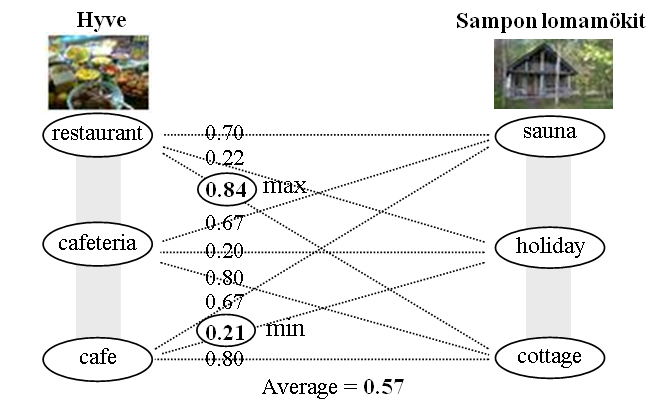 Hyve
Sampon lomamökit
restaurant
sauna
0.70
0.22
0.84 max
0.67
cafeteria
holiday
0.20
0.80
0.67
0.21 min
cafe
cottage
0.80
Average = 0.57